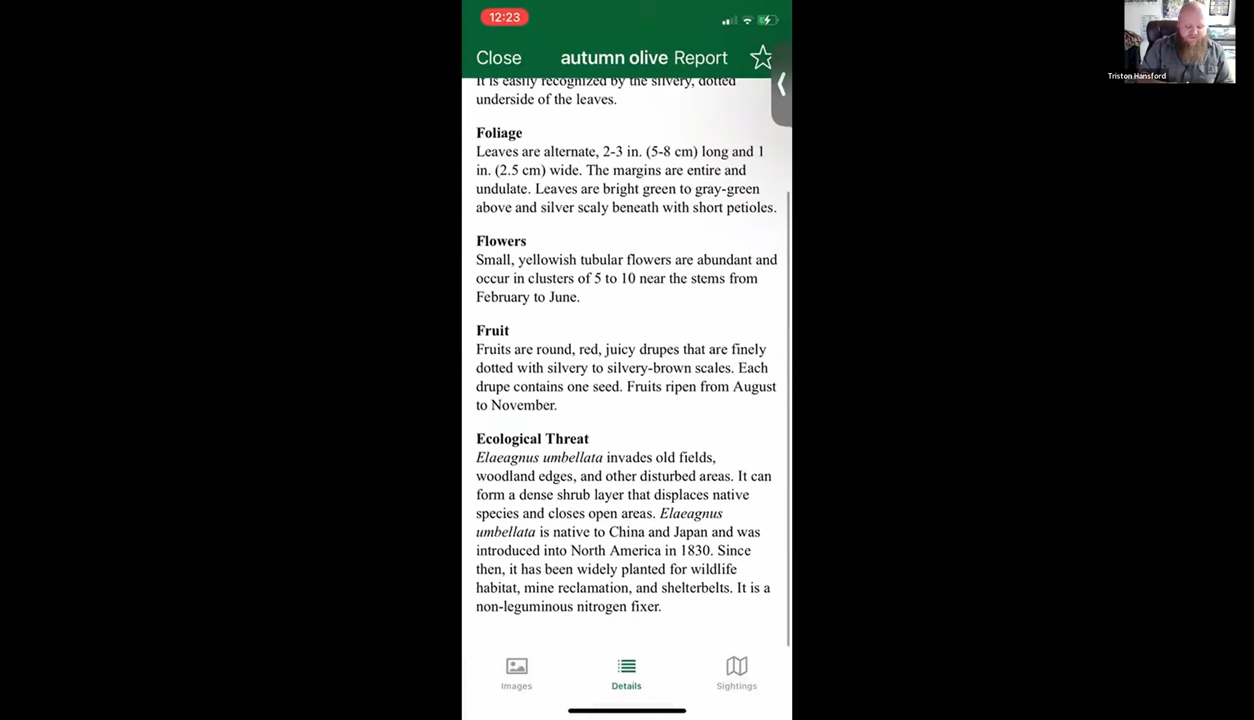 12:23
Close autumn olive Report
Triston Hansford
It is easily recognized by the silvery, dotted
underside of the leaves.
Foliage
Leaves are alternate, 2-3 in. (5-8 cm) long and 1
in. (2.5 cm) wide. The margins are entire and
undulate. Leaves are bright green to gray-green
above and silver scaly beneath with short petioles.
Flowers
Small, yellowish tubular flowers are abundant and
occur in clusters of 5 to 10 near the stems from
February to June.
Fruit
Fruits are round, red, juicy drupes that are finely
dotted with silvery to silvery-brown scales. Each
drupe contains one seed. Fruits ripen from August
to November.
Ecological Threat
Elaeagnus umbellata invades old fields,
woodland edges, and other disturbed areas. It can
form a dense shrub layer that displaces native
species and closes open areas. Elaeagnus
umbellata is native to China and Japan and was
introduced into North America in 1830. Since
then, it has been widely planted for wildlife
habitat, mine reclamation, and shelterbelts. It is a
non-leguminous nitrogen fixer.
Images Details Sightings